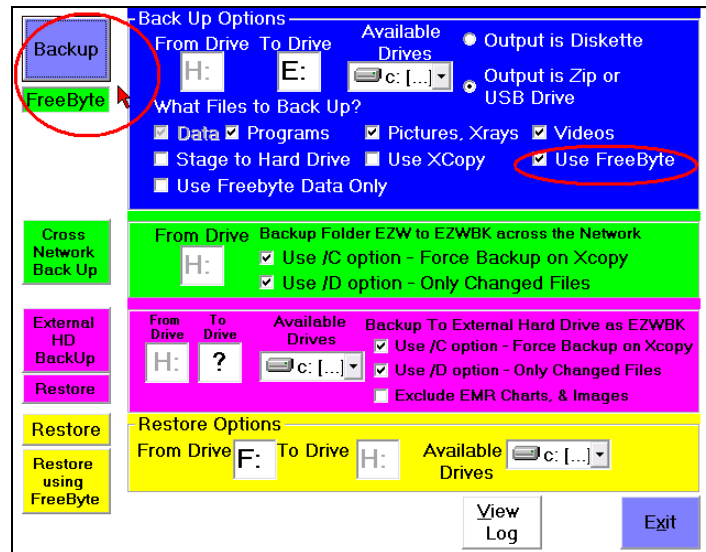 Backup
FreeByte
Back Up Options
From Drive To Drive
Available
Drives
Output is Diskette
H:
E:
c: [...]
Output is Zip or
USB Drive
What Files to Back Up?
Data
Programs
Pictures, Xrays
Videos
Stage to Hard Drive
Use XCopy
Use FreeByte
Use Freebyte Data Only
Cross
Network
Back Up
From Drive
Backup Folder EZW to EZWBK across the Network
H:
Use /C option - Force Backup on Xcopy
Use /D option - Only Changed Files
External
HD
BackUp
Restore
From
Drive
To
Drive
Available
Drives
Backup To External Hard Drive as EZWBK
H:
?
c: [...]
Use /C option - Force Backup on Xcopy
Use /D option - Only Changed Files
Exclude EMR Charts, & Images
Restore
Restore
using
FreeByte
Restore Options
From Drive
F:
To Drive
H:
Available
Drives
c: [...]
View
Log
Exit